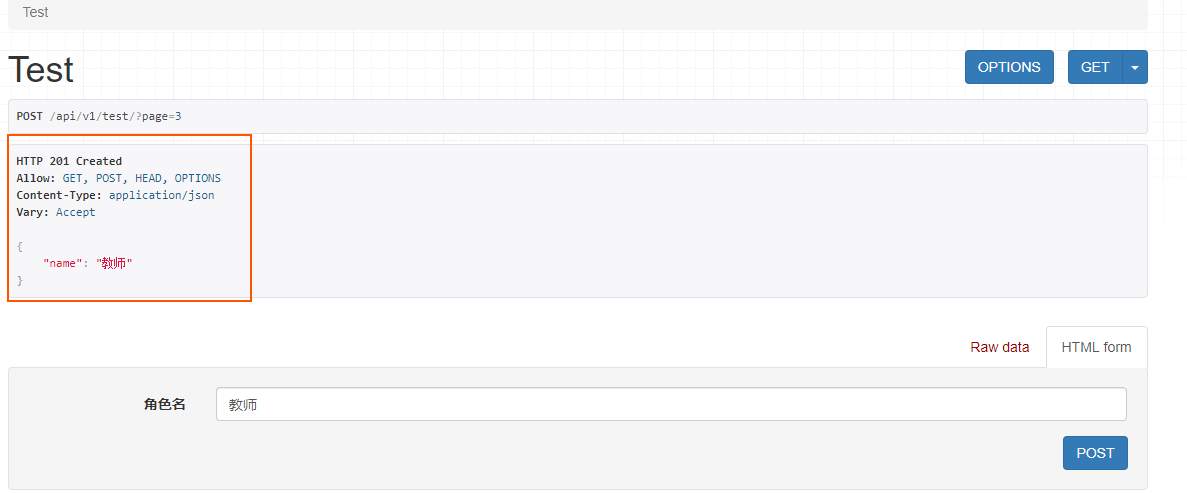 Test
Test
OPTIONS
GET
POST /api/v1/test/?page=3
HTTP 201 Created
Allow: GET, POST, HEAD, OPTIONS
Content-Type: application/json
Vary: Accept
{
"name": "教师"
}
Raw data
HTML form
角色名
教师
POST